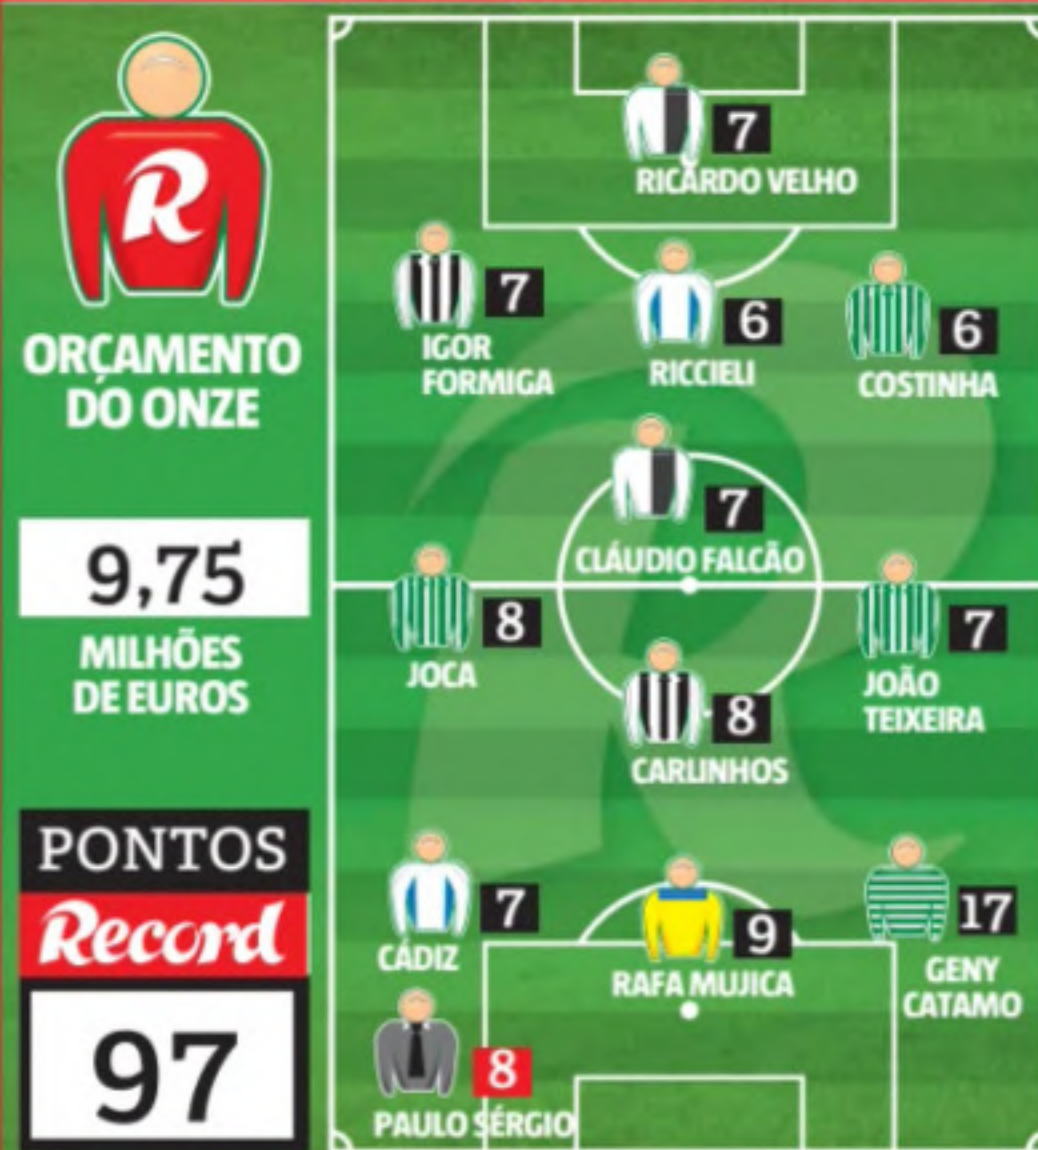 R
ORÇAMENTO
DO ONZE
9,75
MILHÕES
DE EUROS
PONTOS
Record
97
7
RICARDO VELHO
7
IGOR
FORMIGA
6
RICCIELI
6
COSTINHA
7
CLÁUDIO FALCÃO
8
JOCA
7
JOÃO
TEIXEIRA
8
CARLINHOS
7
CÁDIZ
9
RAFA MUJICA
17
GENY
CATAMO
8
PAULO SÉRGIO